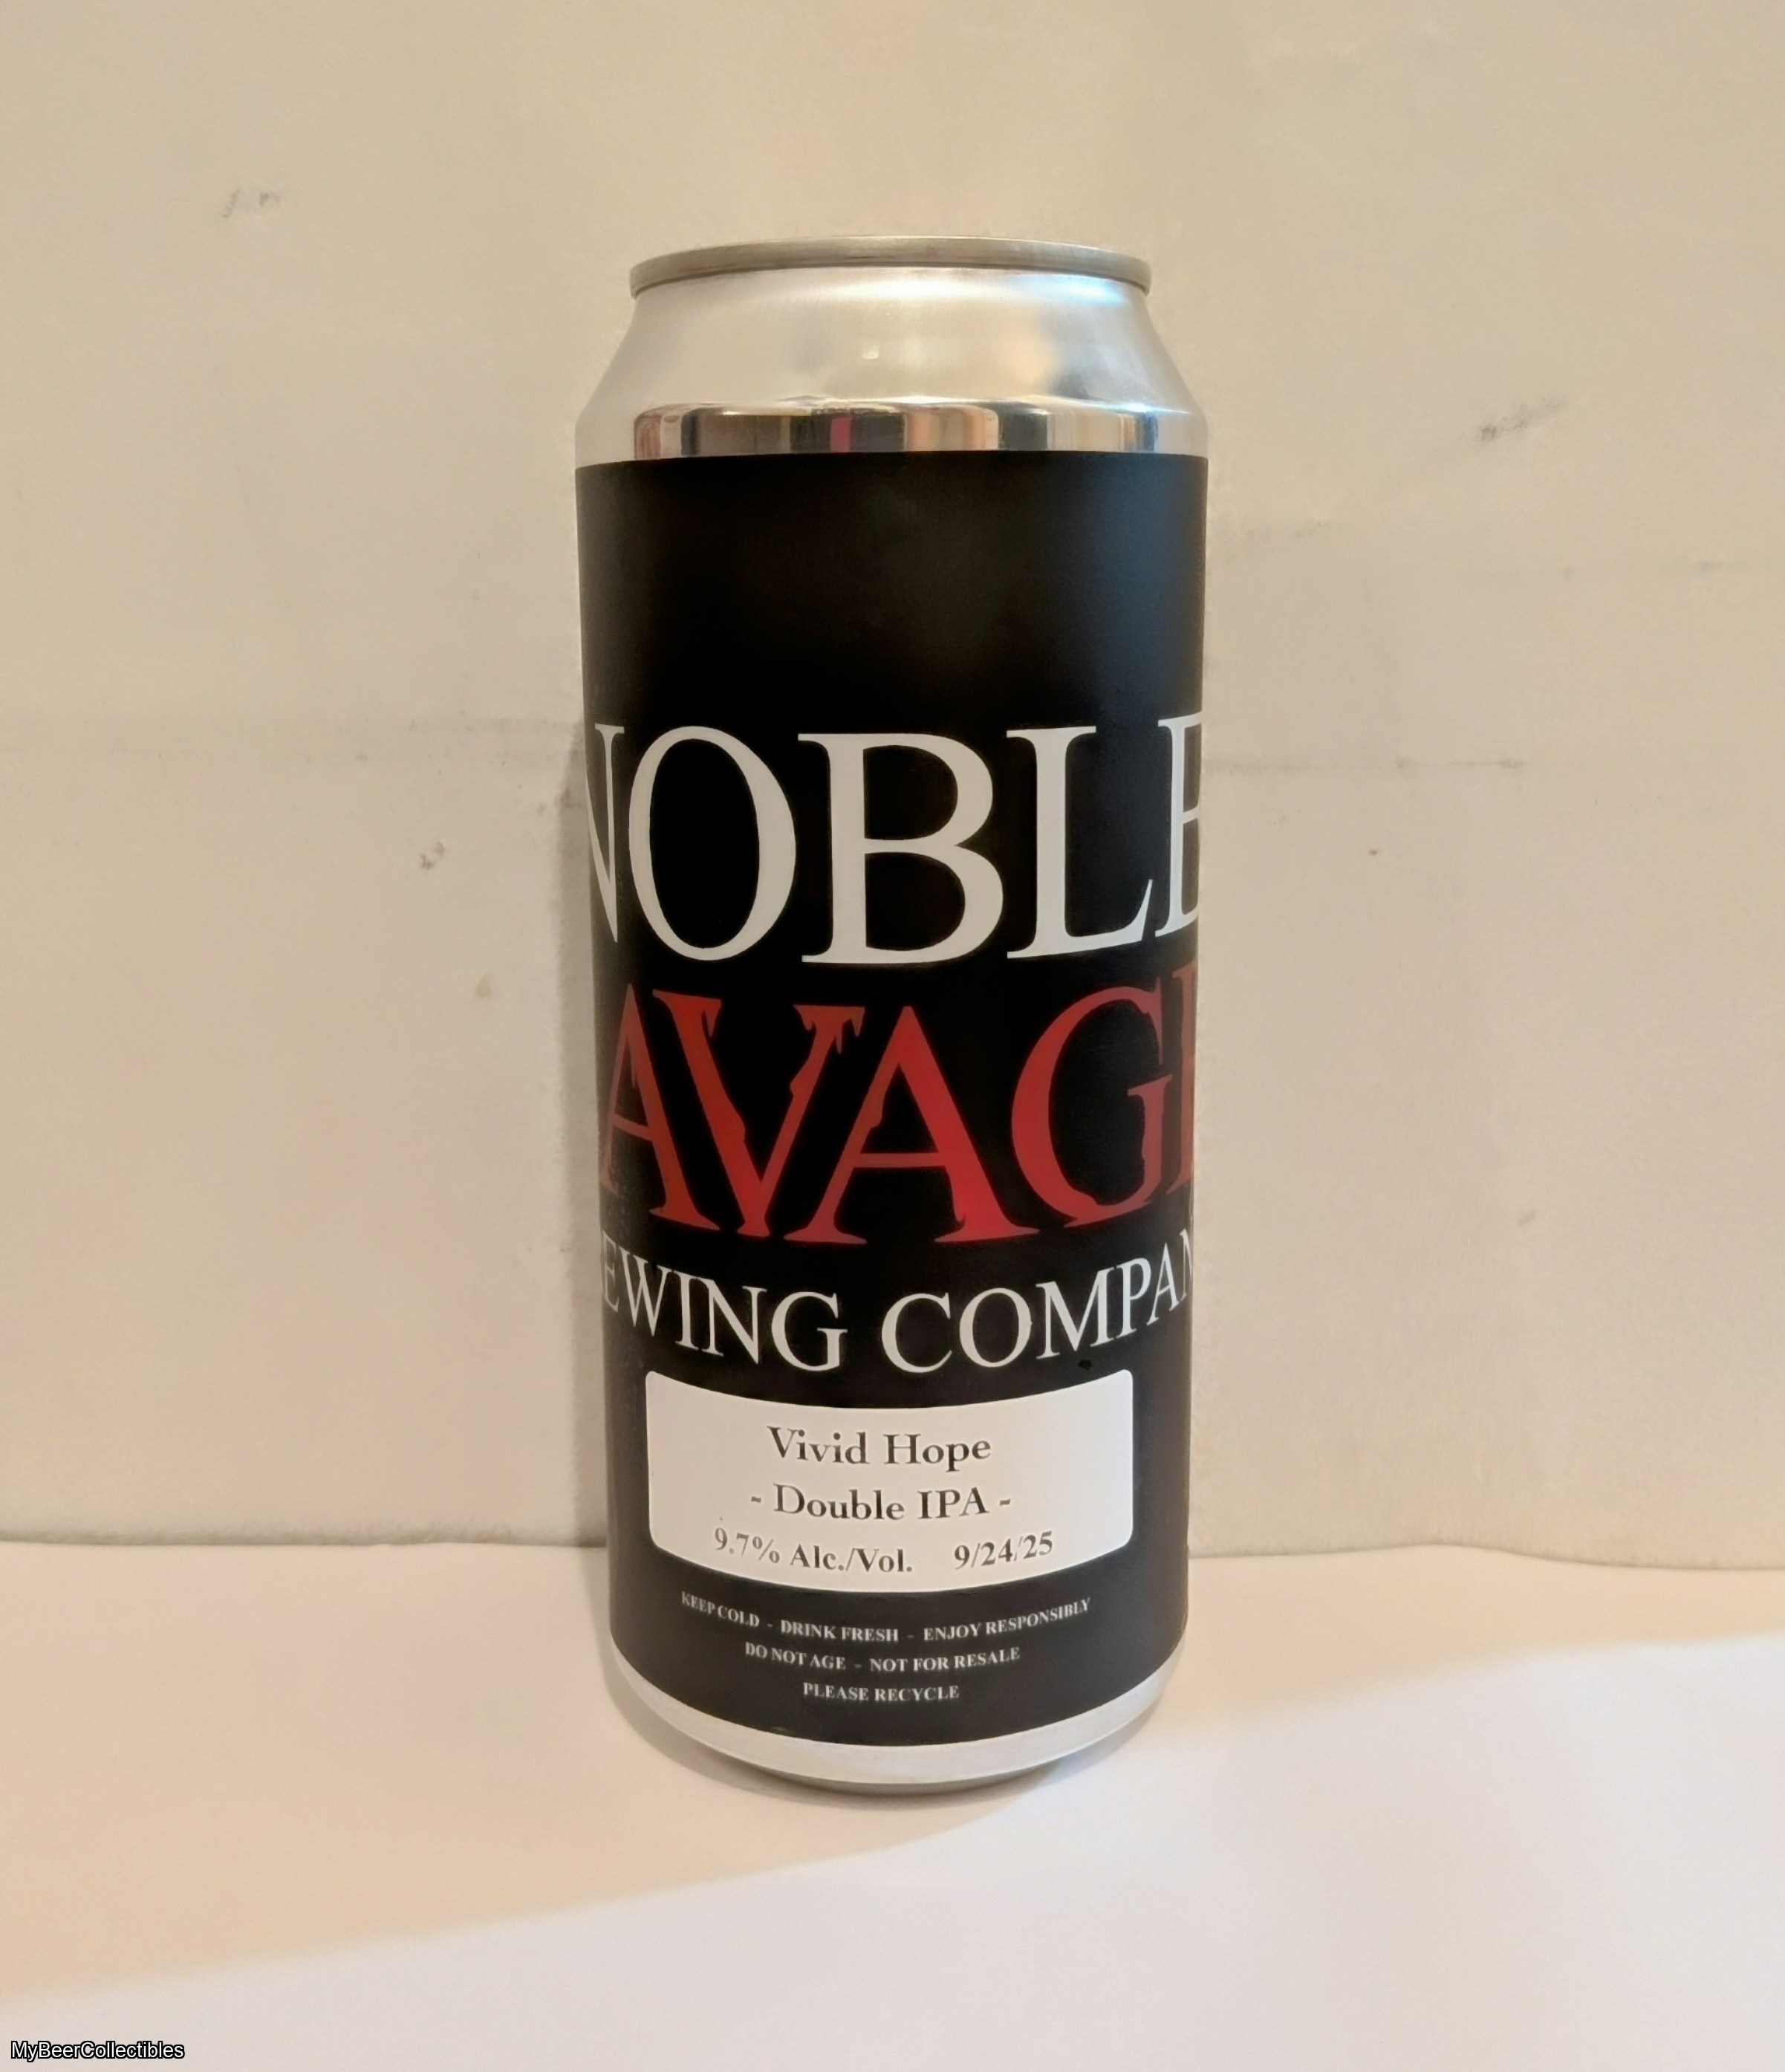 NOBLE
AVAGE
EWING COMPAN
Vivid Hope
- Double IPA -
9.7% Alc./Vol. 9/24/25
KEEP COLD - DRINK FRESH - ENJOY RESPONSIBLY
DO NOT AGE - NOT FOR RESALE
PLEASE RECYCLE
MyBeerCollectibles